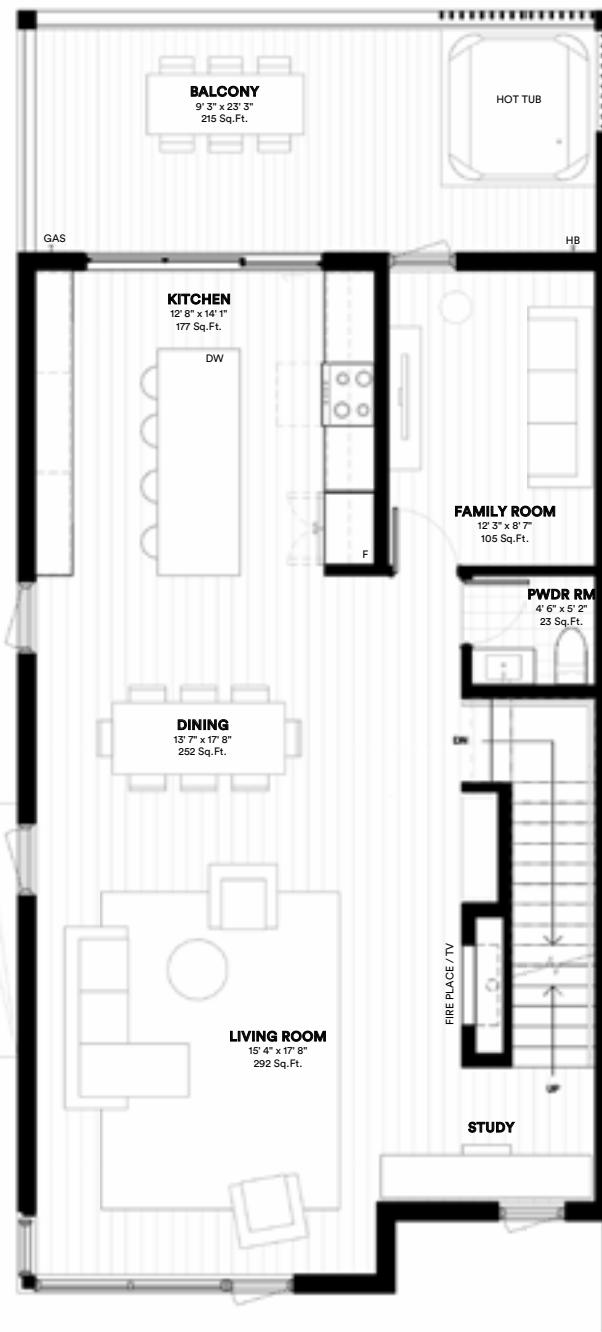 BALCONY
9' 3" x 23' 3"
215 Sq.Ft.
HOT TUB
GAS
HB
KITCHEN
12' 8" x 14' 1"
177 Sq.Ft.
DW
F
FAMILY ROOM
12' 3" x 8' 7"
105 Sq.Ft.
PWDR RM
4' 6" x 5' 2"
23 Sq.Ft.
DINING
13' 7" x 17' 8"
252 Sq.Ft.
DN
FIRE PLACE / TV
LIVING ROOM
15' 4" x 17' 8"
292 Sq.Ft.
UP
STUDY